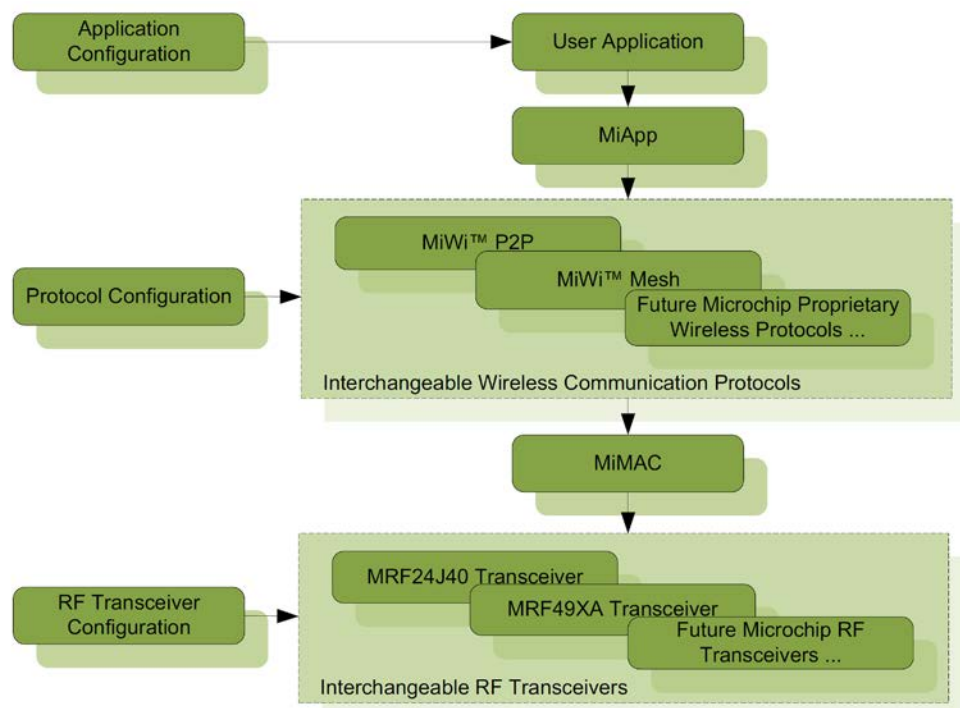 Application
Configuration
User Application
MiApp
MiWi™ P2P
MiWi™ Mesh
Protocol Configuration
Future Microchip Proprietary
Wireless Protocols ...
Interchangeable Wireless Communication Protocols
MiMAC
MRF24J40 Transceiver
RF Transceiver
Configuration
MRF49XA Transceiver
Future Microchip RF
Transceivers ...
Interchangeable RF Transceivers